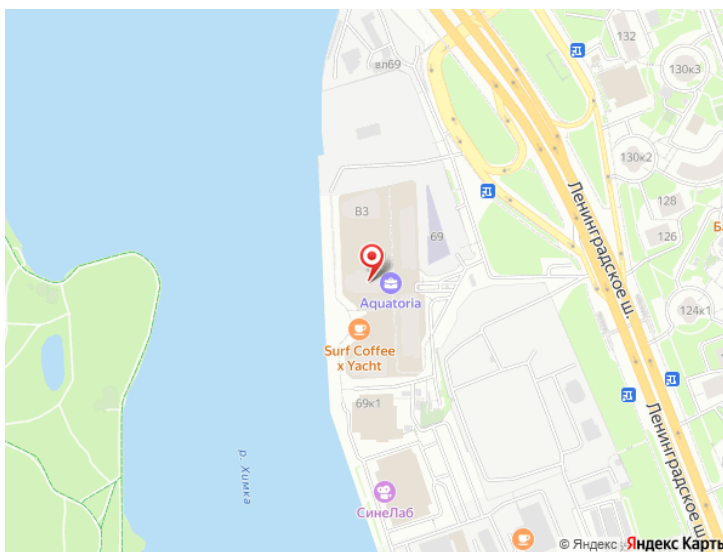 132
вл69
130к3
130к2
Ленинградское ш.
128
В3
69
126
Ба
Aquatoria
124к1
Surf Coffee
x Yacht
69к1
Ленинградское ш.
р. Химка
СинеЛаб
© Яндекс Яндекс Карты